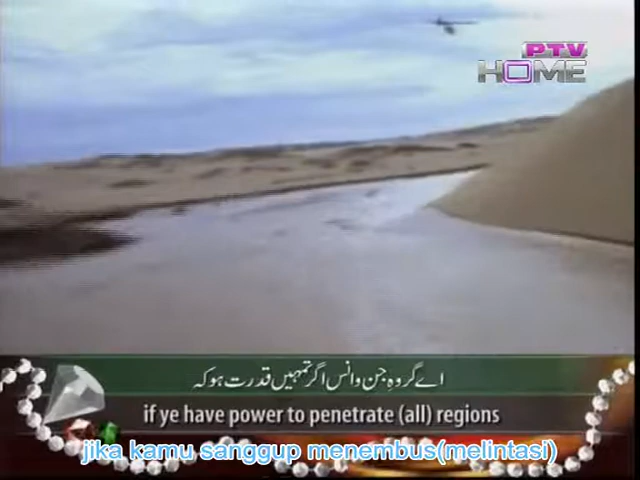 PTV
HOME
اے گروہِ جن وانس اگر تمہیں قدرت ہو کہ
if ye have power to penetrate (all) regions
jika kamu sanggup menembus(melintasi)